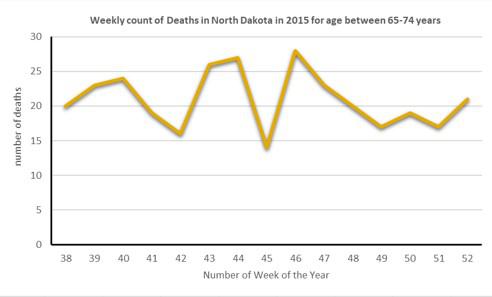 Weekly count of Deaths in North Dakota in 2015 for age between 65-74 years
30
25
20
15
10
5
0
number of deaths
38 39 40 41 42 43 44 45 46 47 48 49 50 51 52
Number of Week of the Year